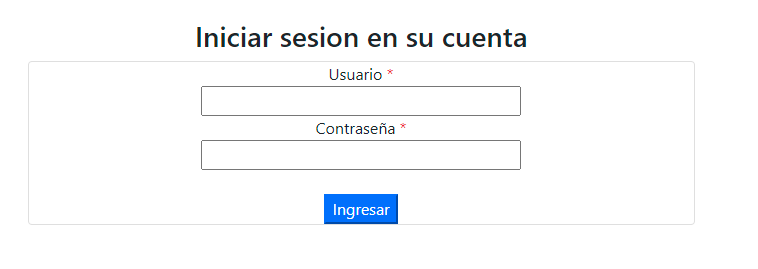 Iniciar sesion en su cuenta
Usuario *
Contraseña *
Ingresar